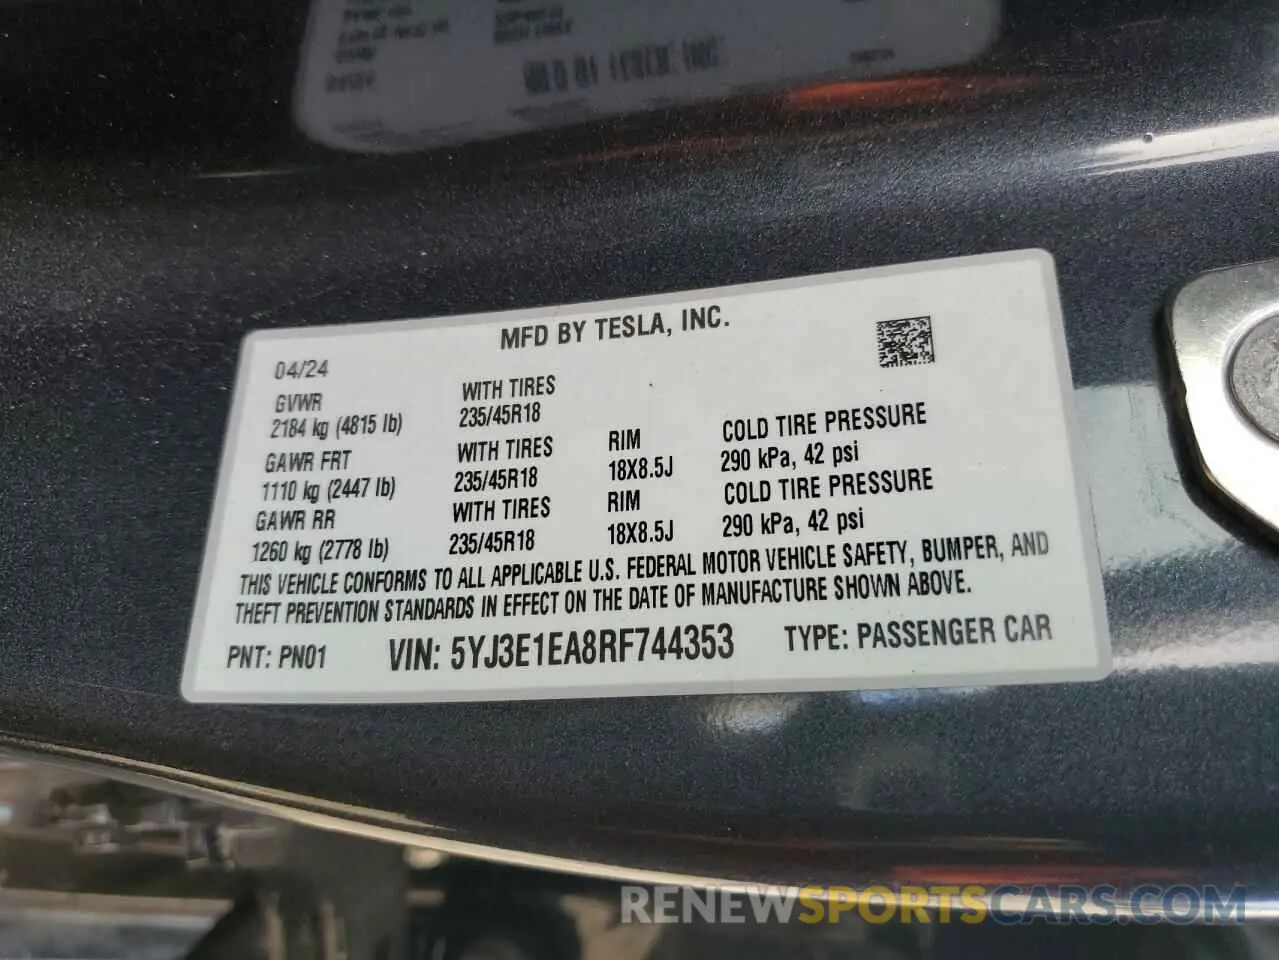 MFD BY TESLA, INC.
04/24
GVWR
2184 kg (4815 lb)
WITH TIRES
235/45R18
GAWR FRT
1110 kg (2447 lb)
WITH TIRES
235/45R18
RIM
18X8.5J
COLD TIRE PRESSURE
290 kPa, 42 psi
GAWR RR
1260 kg (2778 lb)
WITH TIRES
235/45R18
RIM
18X8.5J
COLD TIRE PRESSURE
290 kPa, 42 psi
THIS VEHICLE CONFORMS TO ALL APPLICABLE U.S. FEDERAL MOTOR VEHICLE SAFETY, BUMPER, AND
THEFT PREVENTION STANDARDS IN EFFECT ON THE DATE OF MANUFACTURE SHOWN ABOVE.
PNT: PN01 VIN: 5YJ3E1EA8RF744353 TYPE: PASSENGER CAR
RENEWSPORTSCARS.COM